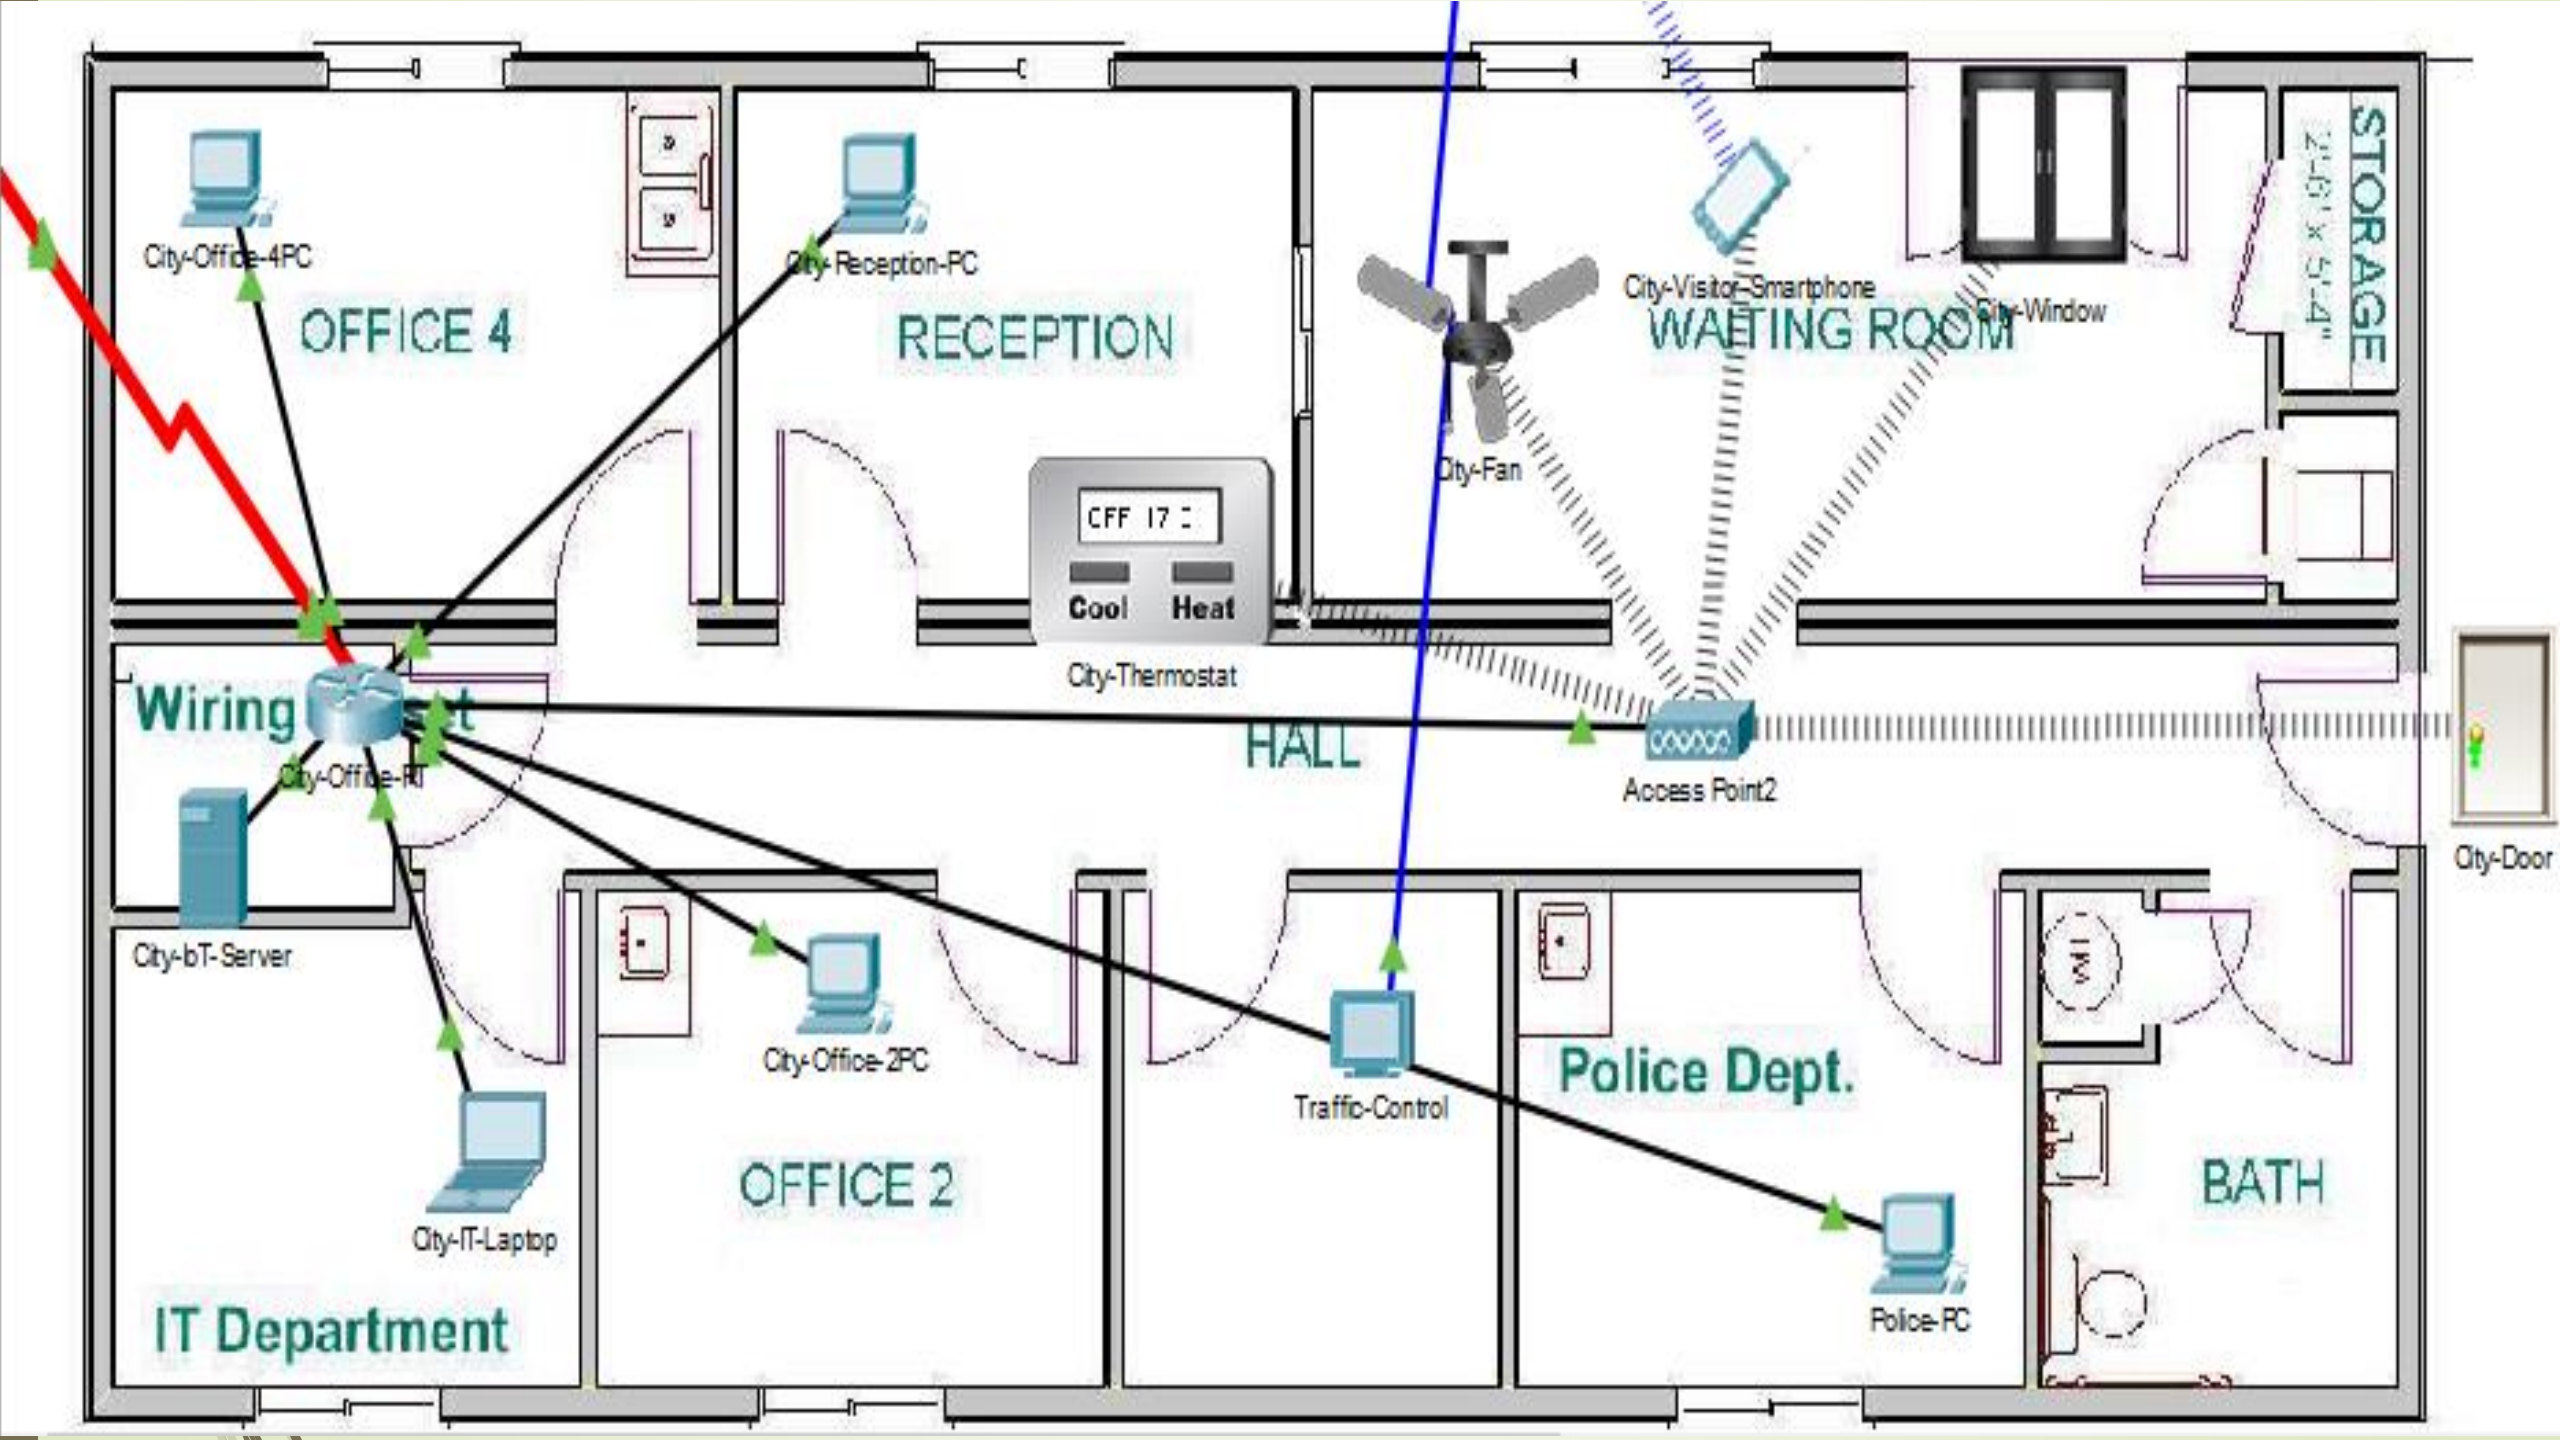 City-Office-4PC
City-Reception-PC
OFFICE 4
RECEPTION
City-Visitor-Smartphone
City-Window
WAITING ROOM
STORAGE
2'-6" x 5'-4"
City-Fan
17
Cool Heat
City-Thermostat
Wiring
City-Office-RT
HALL
Access Point2
City-Door
City-bT-Server
City-Office-2PC
Traffic-Control
Police Dept.
OFFICE 2
BATH
City-IT-Laptop
Police-PC
IT Department